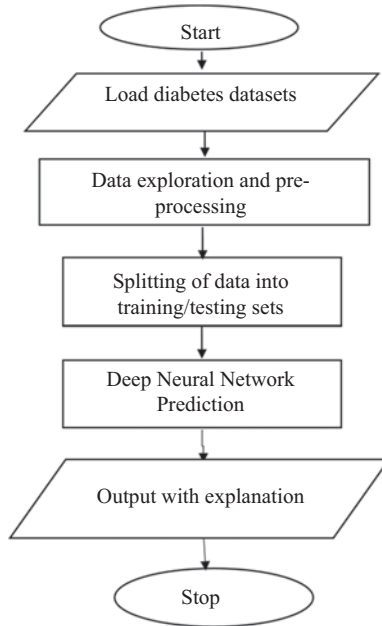 Start
Load diabetes datasets
Data exploration and pre-
processing
Splitting of data into
training/testing sets
Deep Neural Network
Prediction
Output with explanation
Stop